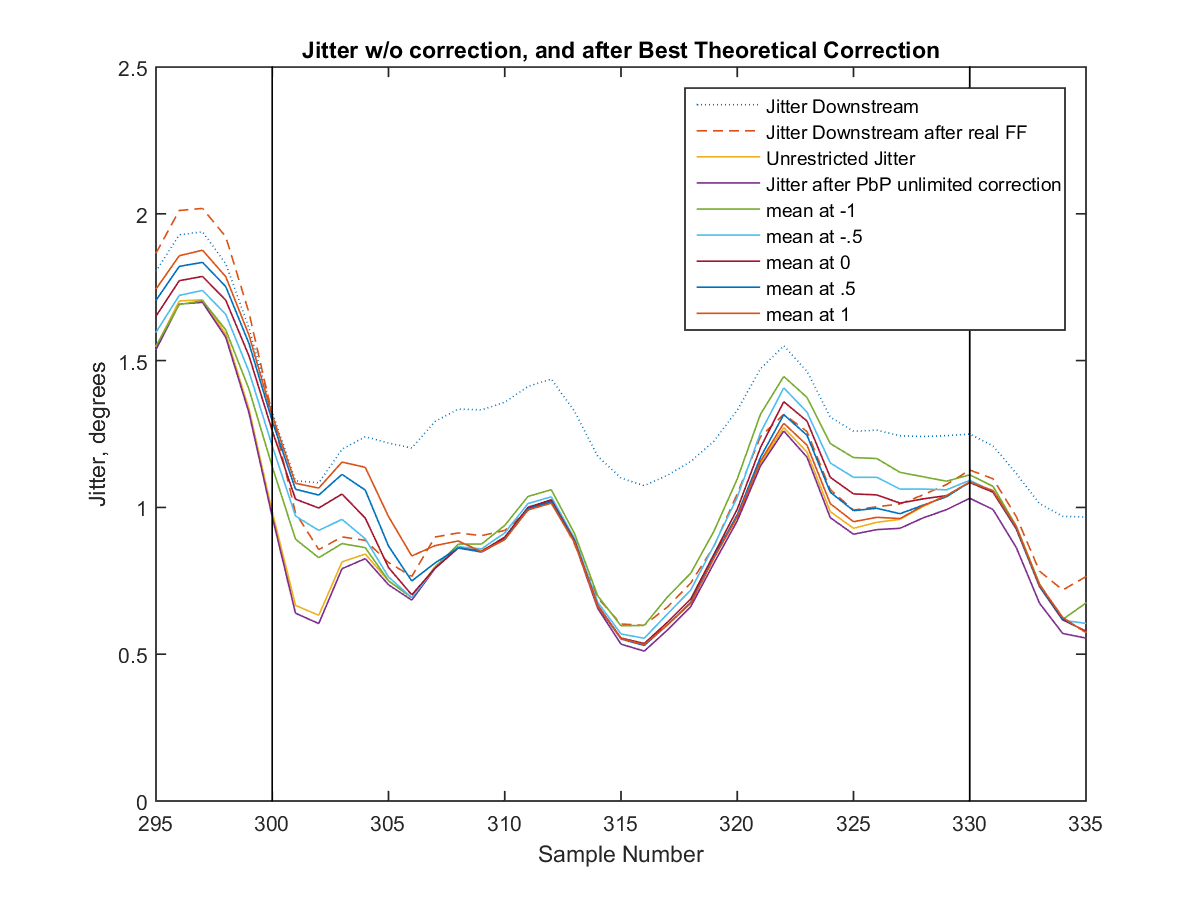 Jitter w/o correction, and after Best Theoretical Correction
2.5
2
1.5
1
0.5
0
Jitter, degrees
Jitter Downstream
Jitter Downstream after real FF
Unrestricted Jitter
Jitter after PbP unlimited correction
mean at -1
mean at -.5
mean at 0
mean at .5
mean at 1
295 300 305 310 315 320 325 330 335
Sample Number